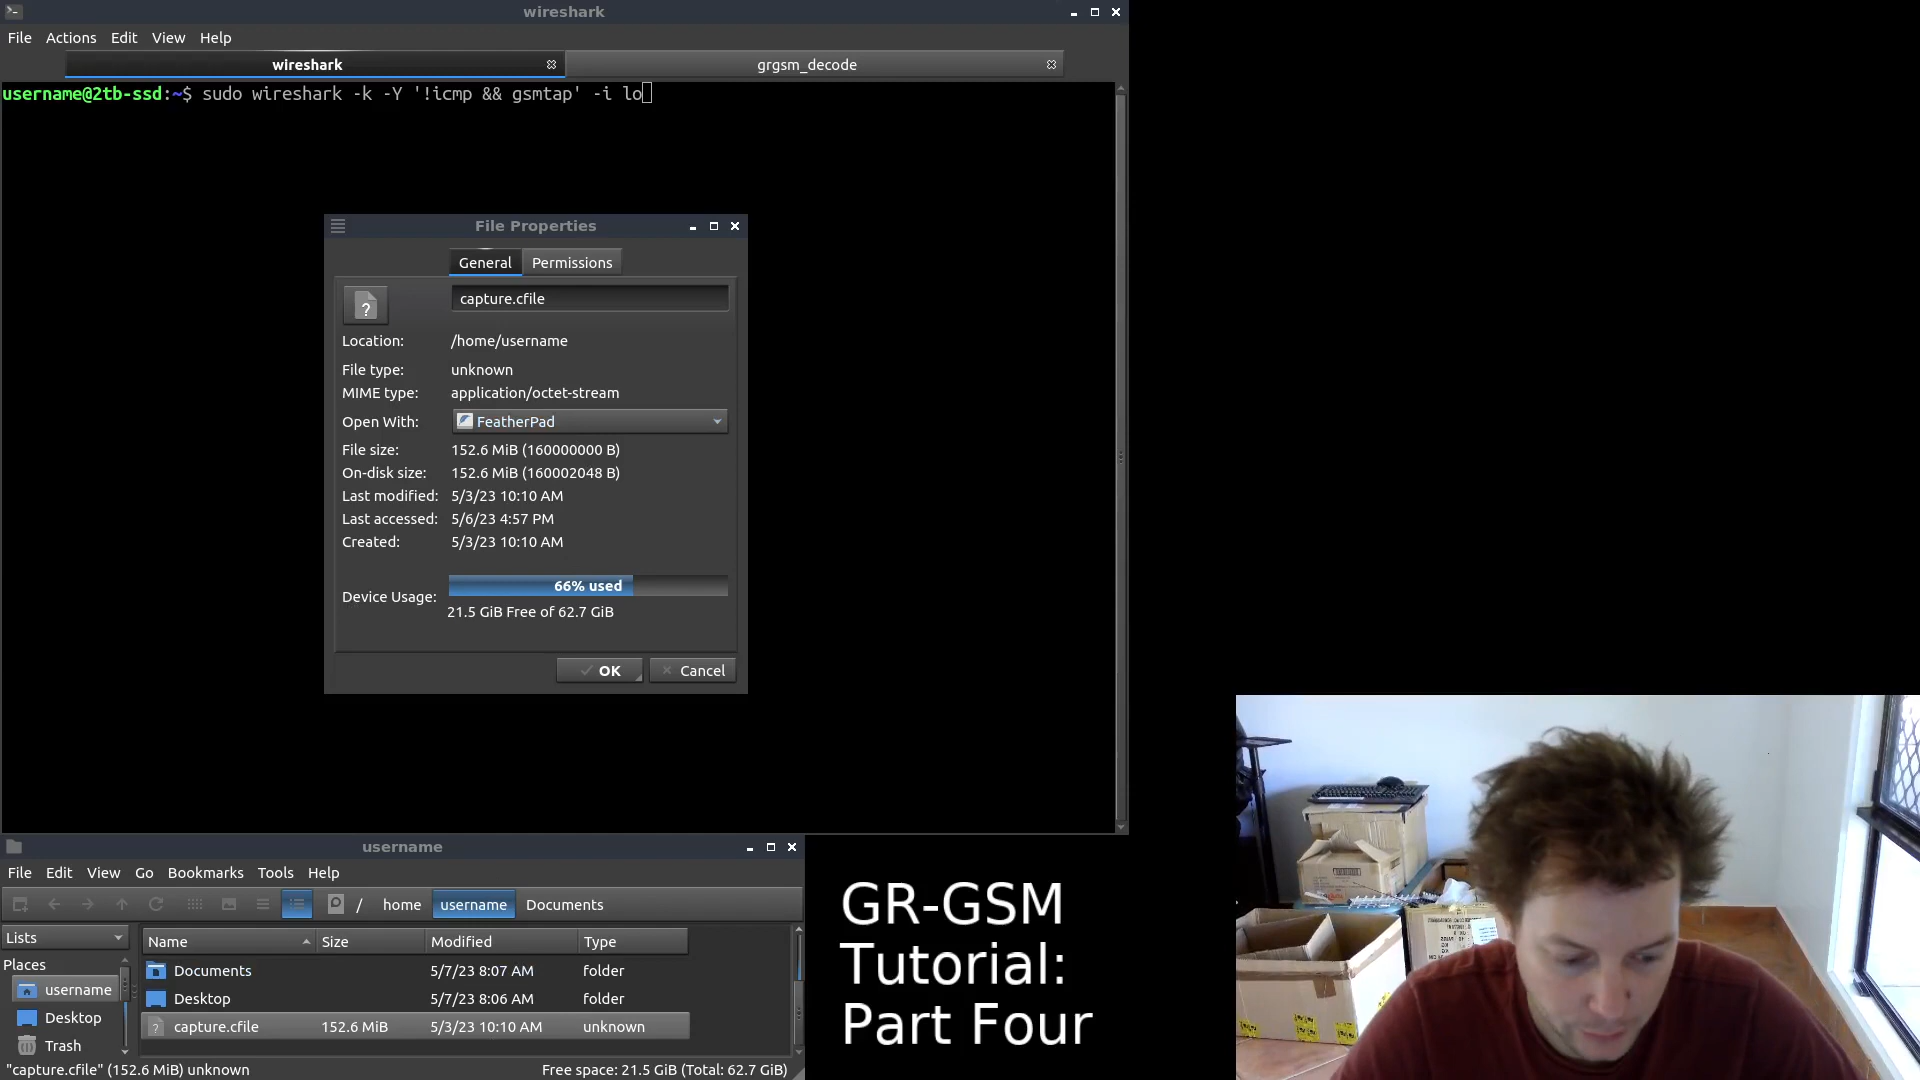 wireshark
File Actions Edit View Help
wireshark grgsm_decode
username@2tb-ssd:~$ sudo wireshark -k -Y '!icmp && gsmtap' -i lo
File Properties
General Permissions
capture.cfile
Location: /home/username
File type: unknown
MIME type: application/octet-stream
Open With: FeatherPad
File size: 152.6 MiB (160000000 B)
On-disk size: 152.6 MiB (160002048 B)
Last modified: 5/3/23 10:10 AM
Last accessed: 5/6/23 4:57 PM
Created: 5/3/23 10:10 AM
66% used
Device Usage:
21.5 GiB Free of 62.7 GiB
OK Cancel
username
File Edit View Go Bookmarks Tools Help
/ home username Documents
Lists
Name Size Modified Type
Places
Documents 5/7/23 8:07 AM folder
username
Desktop 5/7/23 8:06 AM folder
Desktop
capture.cfile 152.6 MiB 5/3/23 10:10 AM unknown
Trash
"capture.cfile" (152.6 MiB) unknown Free space: 21.5 GiB (Total: 62.7 GiB)
GR-GSM
Tutorial:
Part Four